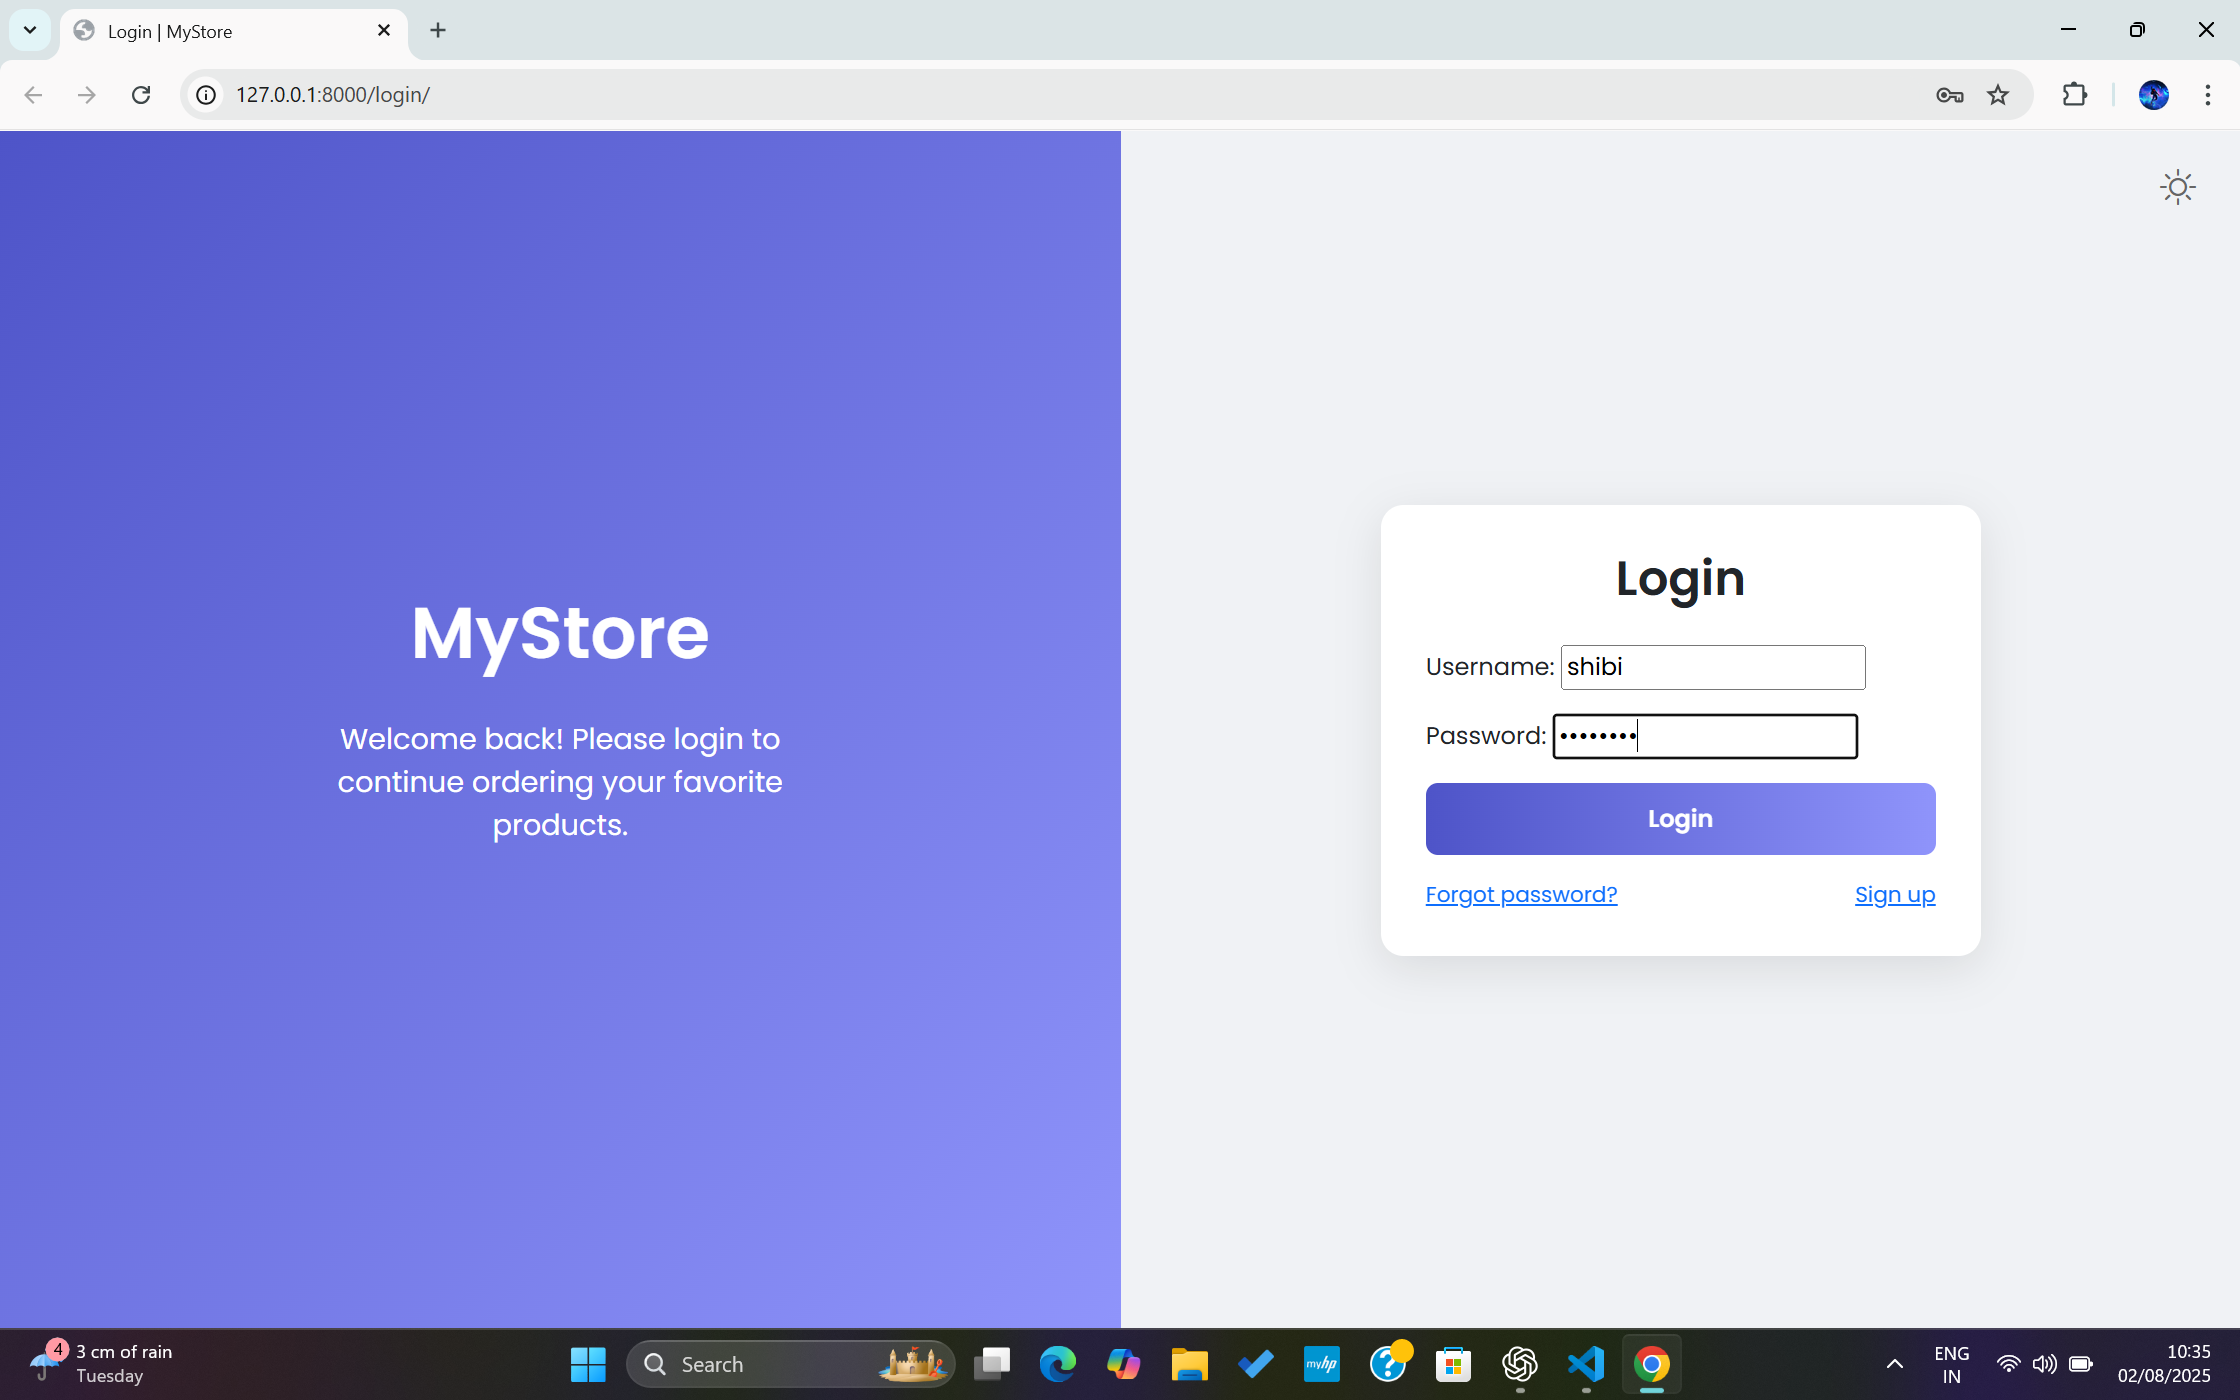 Login | MyStore
127.0.0.1:8000/login/
MyStore
Welcome back! Please login to
continue ordering your favorite
products.
Login
Username: shibi
Password: ••••••••
Login
Forgot password? Sign up
4
3 cm of rain
Tuesday
Search
myhp
?
ENG
IN
10:35
02/08/2025